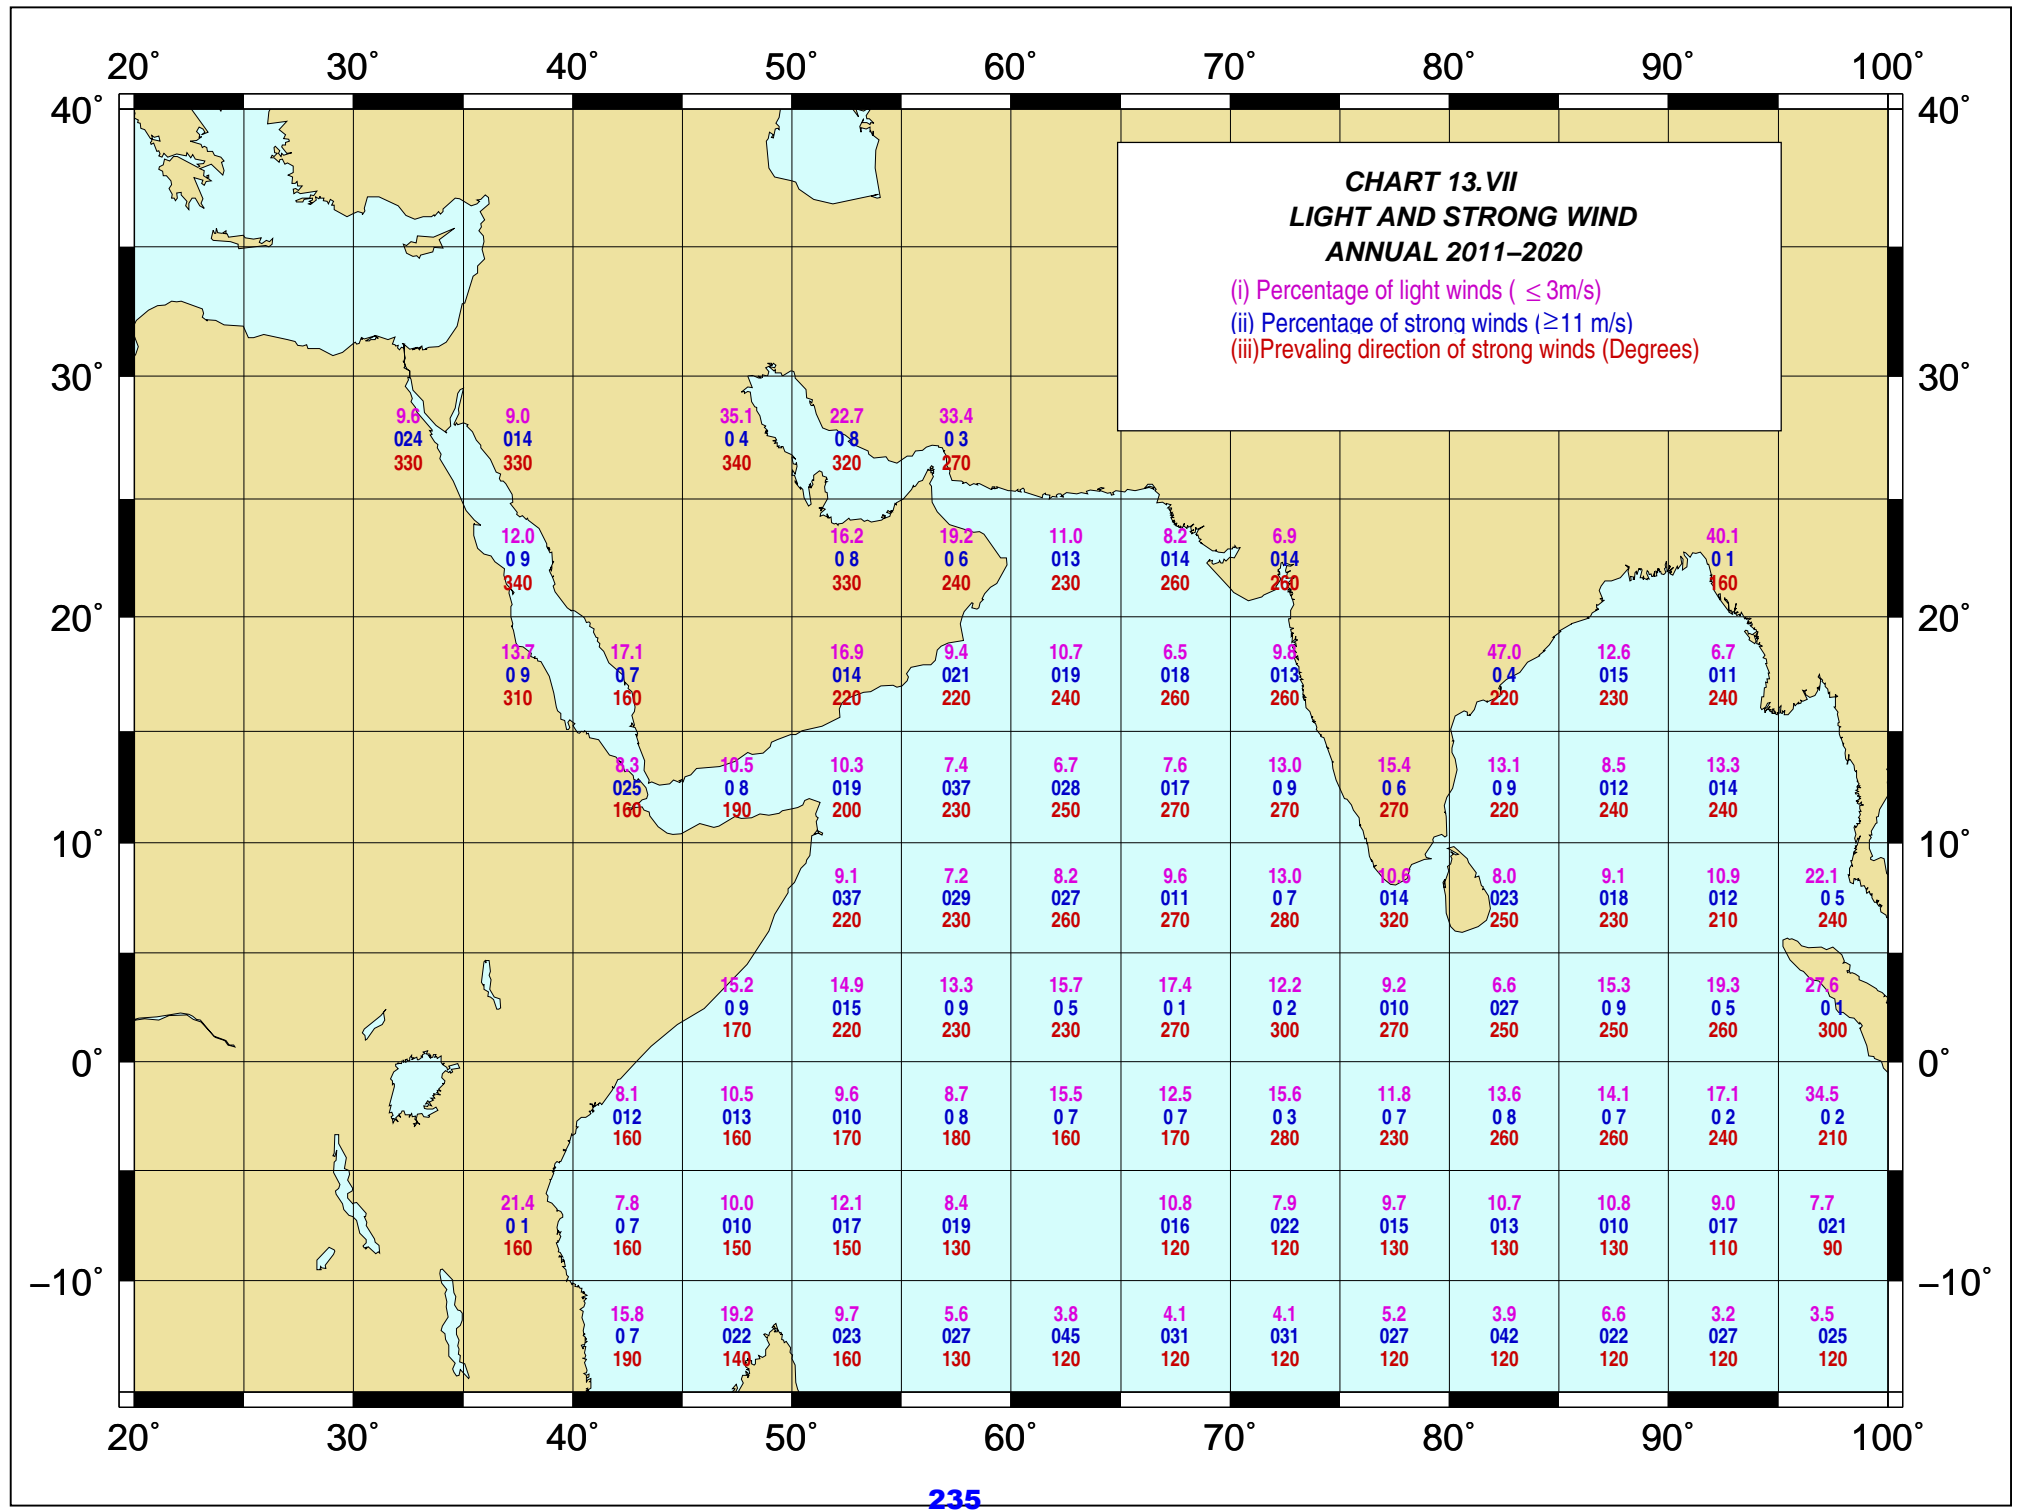 20° 30° 40° 50° 60° 70° 80° 90° 100°
40° 40°
CHART 13.VII
LIGHT AND STRONG WIND
ANNUAL 2011–2020
(i) Percentage of light winds ( ≤ 3m/s)
(ii) Percentage of strong winds (≥11 m/s)
(iii)Prevaling direction of strong winds (Degrees)
30° 30°
9.6 9.0 35.1 22.7 33.4
024 014 0 4 0 8 0 3
330 330 340 320 270
12.0 16.2 19.2 11.0 8.2 6.9 40.1
0 9 0 8 0 6 013 014 014 0 1
340 330 240 230 260 260 160
20° 20°
13.7 17.1 16.9 9.4 10.7 6.5 9.8 47.0 12.6 6.7
0 9 0 7 014 021 019 018 013 0 4 015 011
310 160 220 220 240 260 260 220 230 240
8.3 10.5 10.3 7.4 6.7 7.6 13.0 15.4 13.1 8.5 13.3
025 0 8 019 037 028 017 0 9 0 6 0 9 012 014
160 190 200 230 250 270 270 270 220 240 240
10° 10°
9.1 7.2 8.2 9.6 13.0 10.6 8.0 9.1 10.9 22.1
037 029 027 011 0 7 014 023 018 012 0 5
220 230 260 270 280 320 250 230 210 240
15.2 14.9 13.3 15.7 17.4 12.2 9.2 6.6 15.3 19.3 27.6
0 9 015 0 9 0 5 0 1 0 2 010 027 0 9 0 5 0 1
170 220 230 230 270 300 270 250 250 260 300
0° 0°
8.1 10.5 9.6 8.7 15.5 12.5 15.6 11.8 13.6 14.1 17.1 34.5
012 013 010 0 8 0 7 0 7 0 3 0 7 0 8 0 7 0 2 0 2
160 160 170 180 160 170 280 230 260 260 240 210
21.4 7.8 10.0 12.1 8.4 10.8 7.9 9.7 10.7 10.8 9.0 7.7
0 1 0 7 010 017 019 016 022 015 013 010 017 021
160 160 150 150 130 120 120 130 130 130 110 90
–10° –10°
15.8 19.2 9.7 5.6 3.8 4.1 4.1 5.2 3.9 6.6 3.2 3.5
0 7 022 023 027 045 031 031 027 042 022 027 025
190 140 160 130 120 120 120 120 120 120 120 120
20° 30° 40° 50° 60° 70° 80° 90° 100°
235